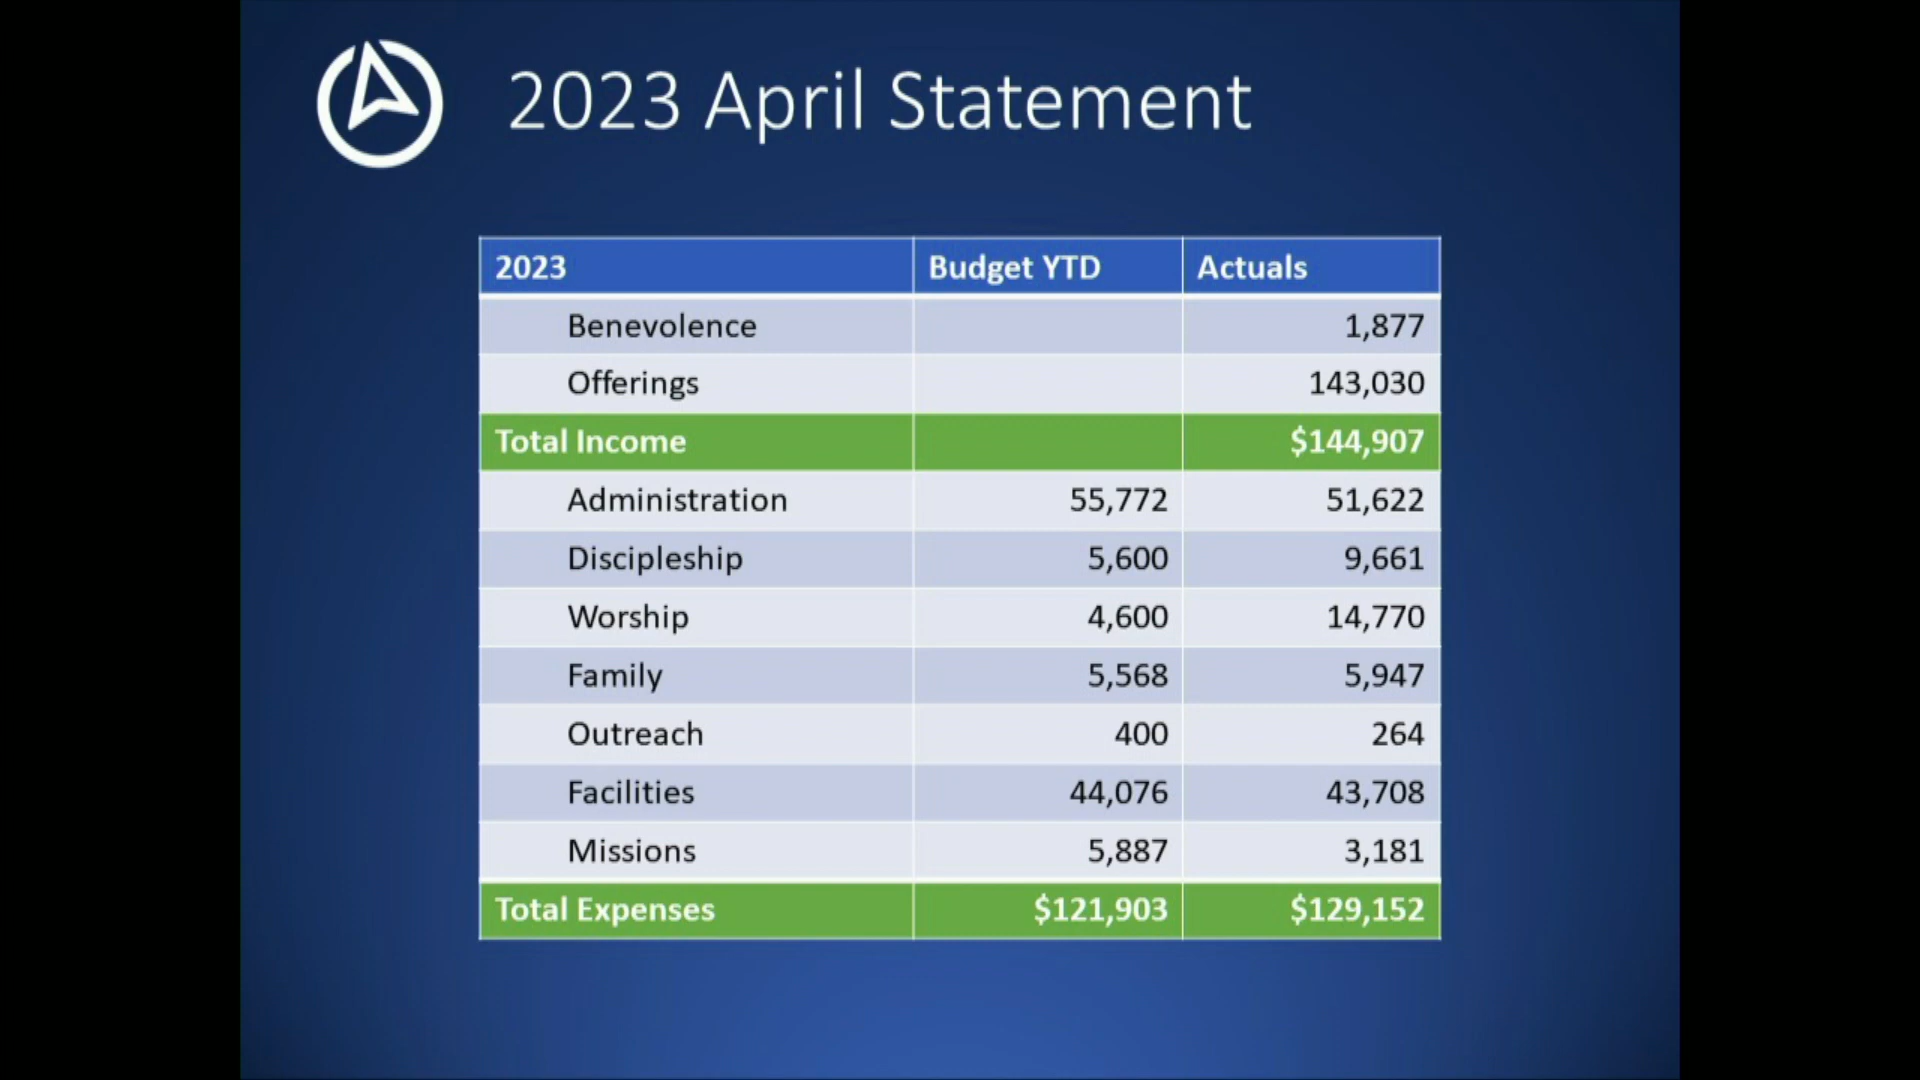 2023 April Statement
2023 Budget YTD Actuals
Benevolence 1,877
Offerings 143,030
Total Income $144,907
Administration 55,772 51,622
Discipleship 5,600 9,661
Worship 4,600 14,770
Family 5,568 5,947
Outreach 400 264
Facilities 44,076 43,708
Missions 5,887 3,181
Total Expenses $121,903 $129,152